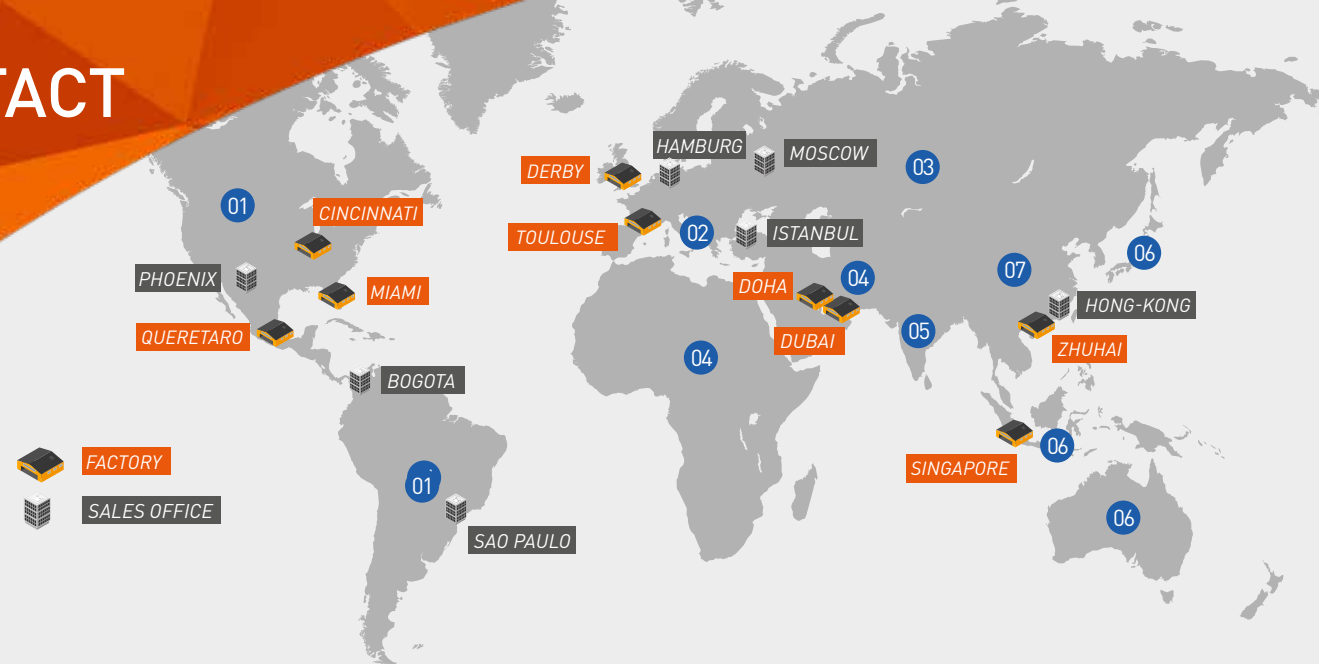 TACT
HAMBURG
MOSCOW
DERBY
03
01
CINCINNATI
TOULOUSE
02
ISTANBUL
06
PHOENIX
MIAMI
DOHA
04
07
HONG-KONG
QUERETARO
DUBAI
05
ZHUHAI
04
BOGOTA
FACTORY
SINGAPORE
06
01
SALES OFFICE
SAO PAULO
06